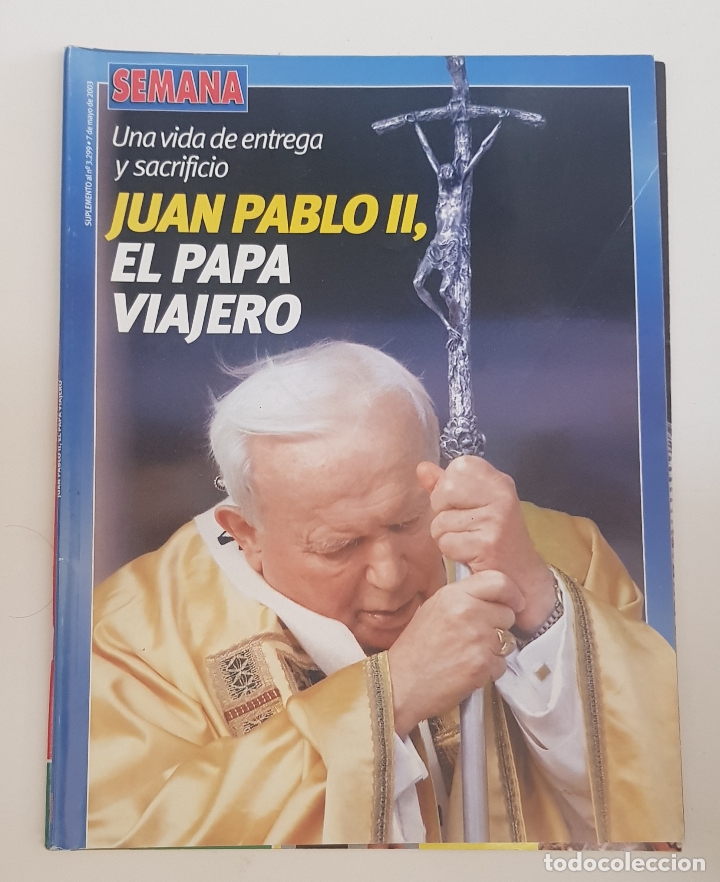 SEMANA
Una vida de entrega
y sacrificio
JUAN PABLO II,
EL PAPA
VIAJERO
SUPLEMENTO al nº 3.299 • 7 de mayo de 2003
JUAN PABLO II, EL PAPA VIAJERO
todocoleccion.net